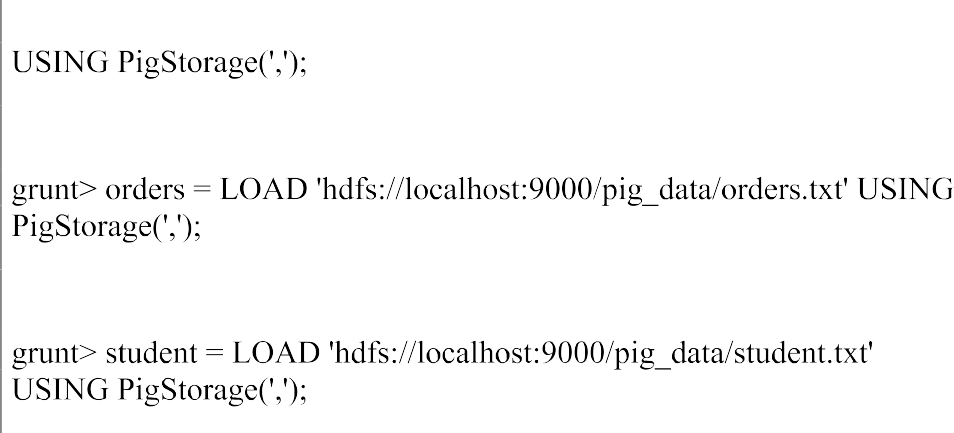 USING PigStorage(',');
grunt> orders = LOAD 'hdfs://localhost:9000/pig_data/orders.txt' USING
PigStorage(',');
grunt> student = LOAD 'hdfs://localhost:9000/pig_data/student.txt'
USING PigStorage(',');